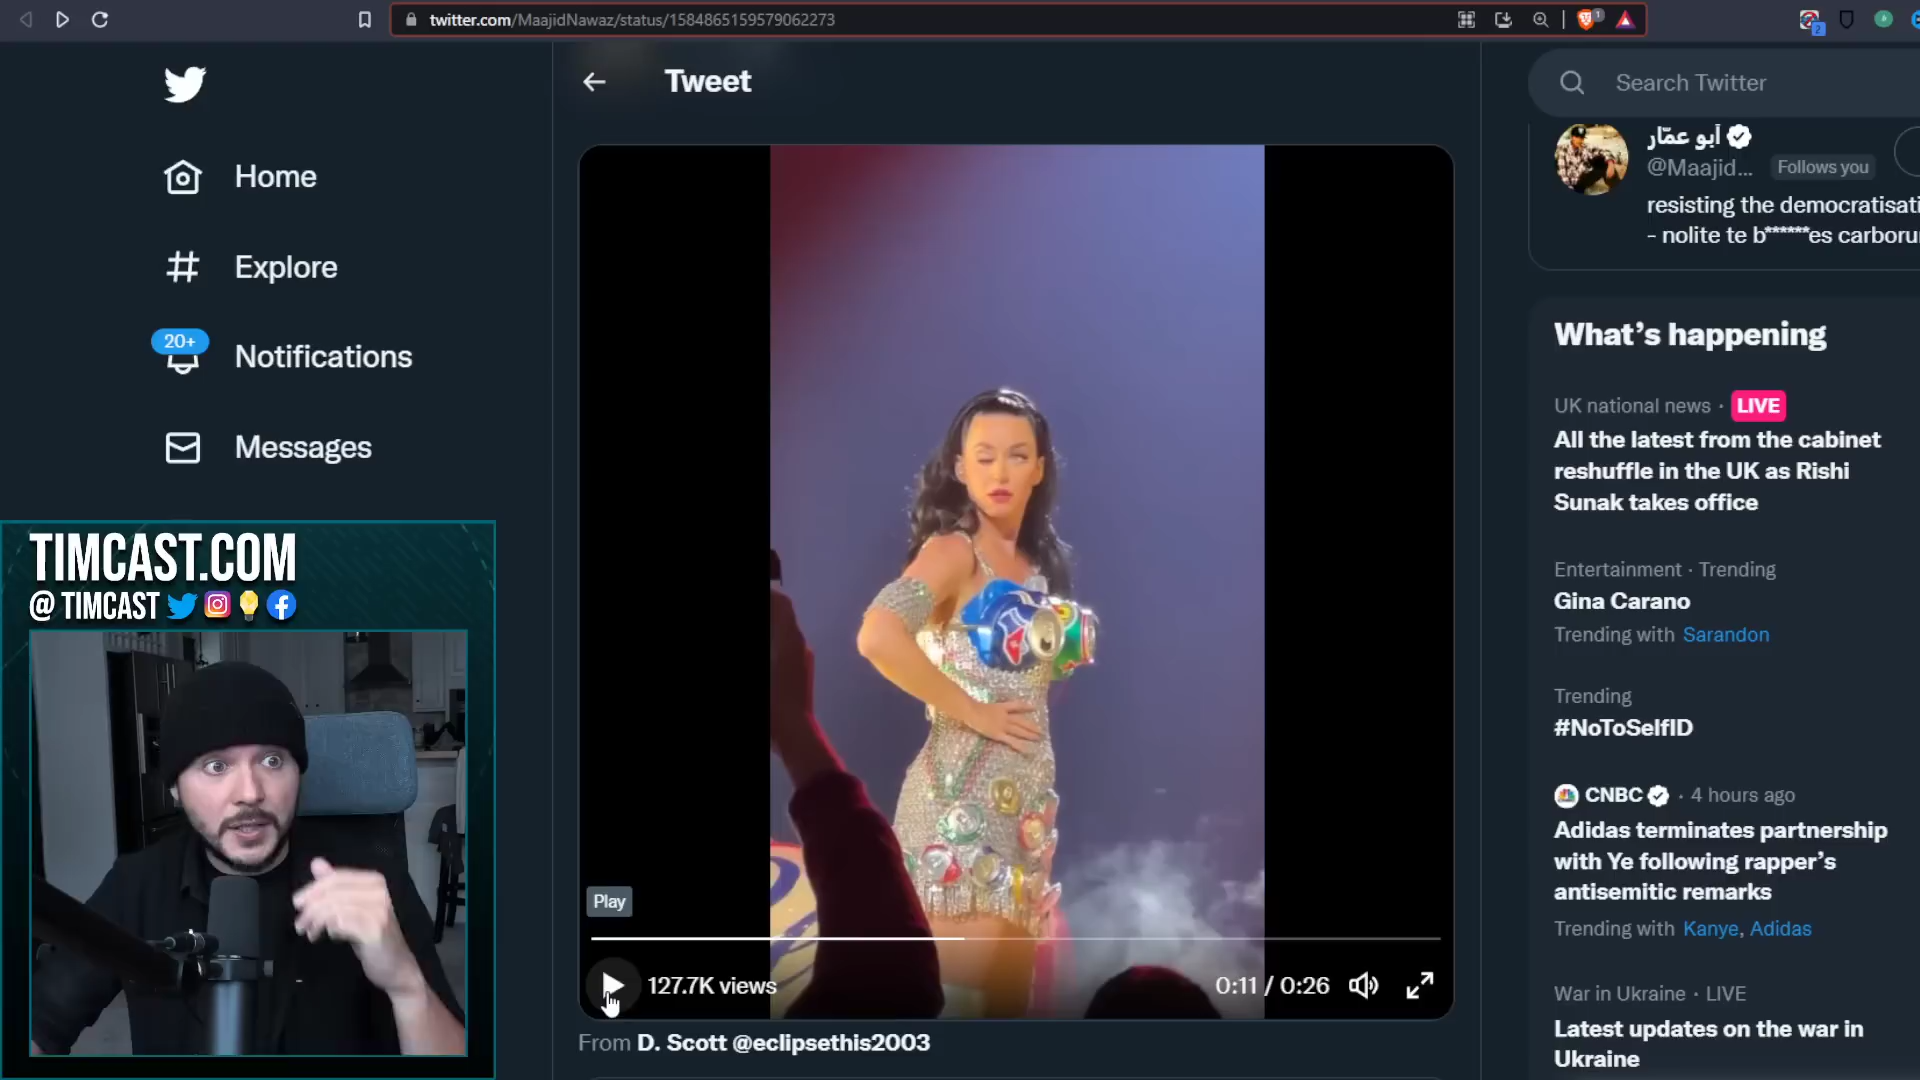 twitter.com/MaajidNawaz/status/1584865159579062273
1
2
Tweet
Search Twitter
Home
Explore
20+
Notifications
Messages
أبو عمّار
@Maajid...
Follows you
resisting the democratisati
- nolite te b******es carboru
What's happening
UK national news · LIVE
All the latest from the cabinet
reshuffle in the UK as Rishi
Sunak takes office
Entertainment · Trending
Gina Carano
Trending with Sarandon
Trending
#NoToSelfID
CNBC · 4 hours ago
Adidas terminates partnership
with Ye following rapper's
antisemitic remarks
Trending with Kanye, Adidas
War in Ukraine · LIVE
Latest updates on the war in
Ukraine
TIMCAST.COM
@ TIMCAST
Play
127.7K views
0:11 / 0:26
From D. Scott @eclipsethis2003